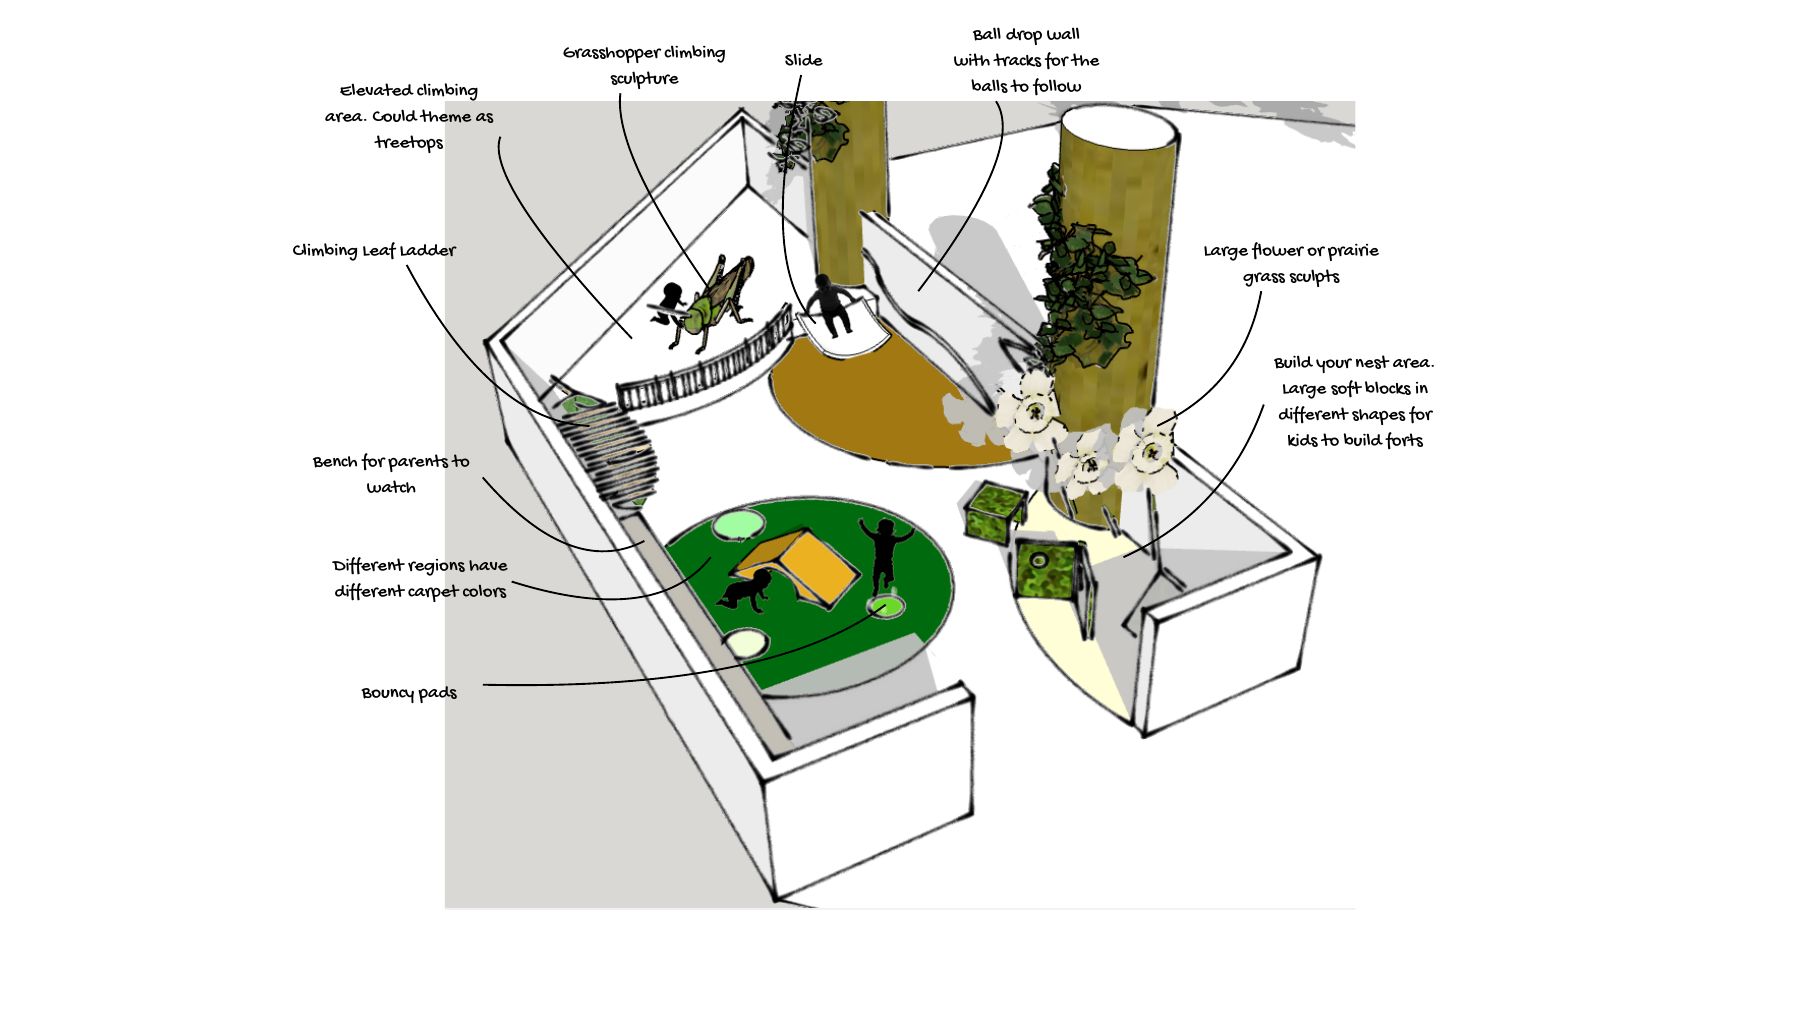 Ball drop wall
with tracks for the
balls to follow
Grasshopper climbing
sculpture
Slide
Elevated climbing
area. Could theme as
treetops
Climbing Leaf Ladder
Large flower or prairie
grass sculpts
Build your nest area.
Large soft blocks in
different shapes for
kids to build forts
Bench for parents to
watch
Different regions have
different carpet colors
Bouncy pads